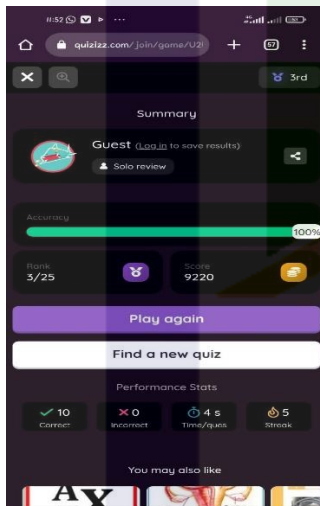 11:52
quizizz.com/join/game/U2
57
3rd
Summary
Guest (Log in to save results)
Solo review
Accuracy
100%
Rank
3/25
Score
9220
Play again
Find a new quiz
Performance Stats
10
Correct
0
Incorrect
4 s
Time/ques
5
Streak
You may also like
AX